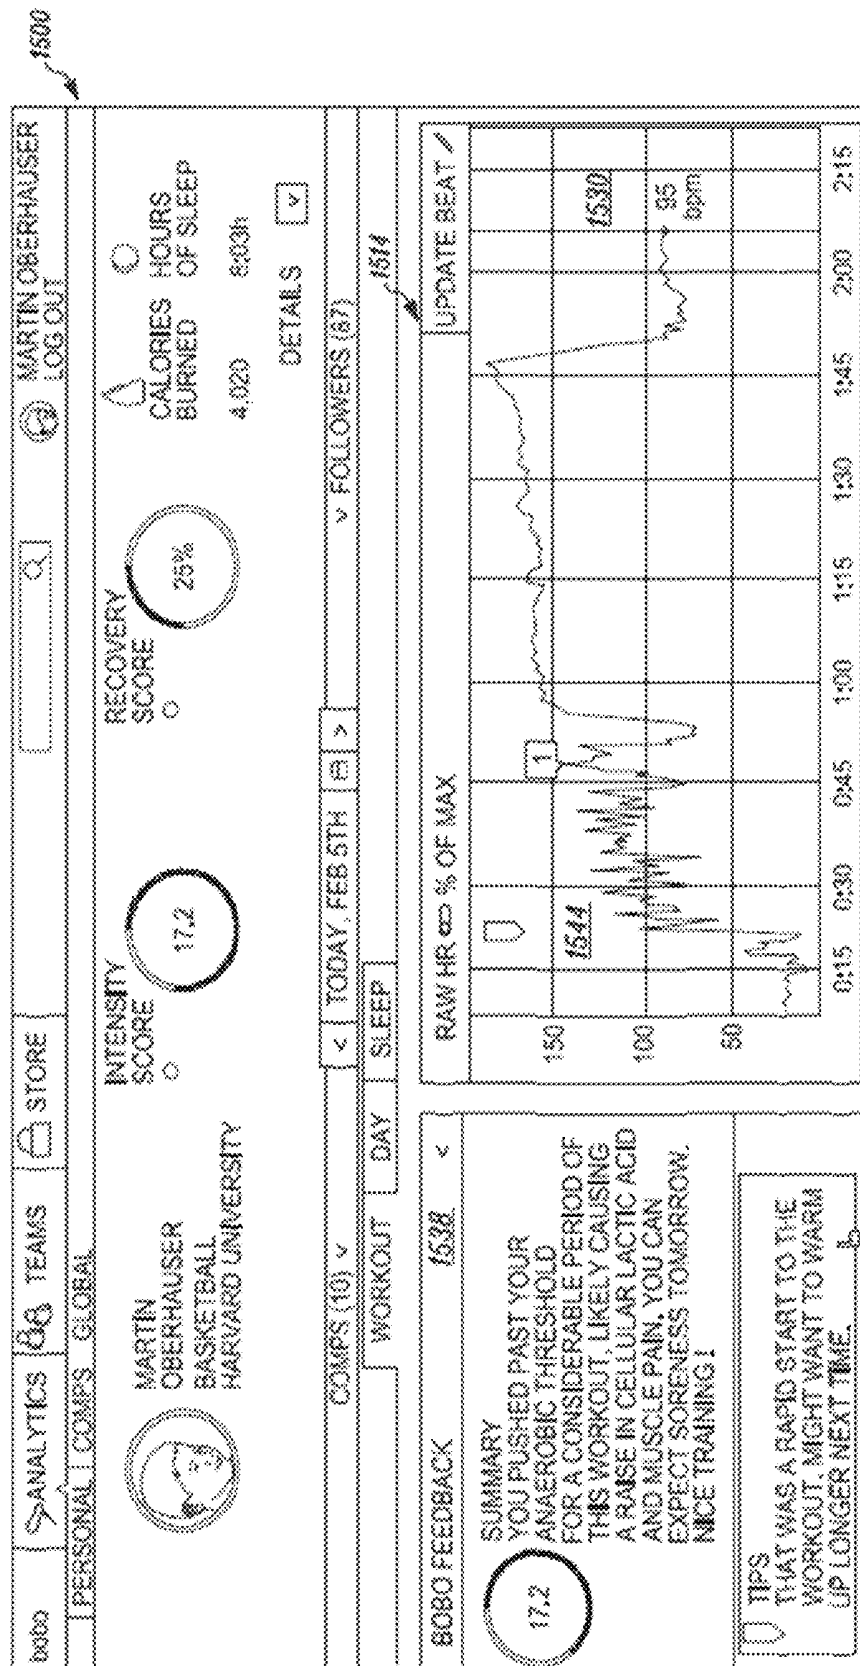 1500
bobo ANALYTICS TEAMS STORE MARTIN OBERHAUSER
LOG OUT
PERSONAL | COMPS GLOBAL
MARTIN
OBERHAUSER
BASKETBALL
HARVARD UNIVERSITY
INTENSITY
SCORE
17.2
RECOVERY
SCORE
25%
CALORIES
BURNED
4,020
HOURS
OF SLEEP
8:03h
DETAILS v
COMPS (10) v < TODAY, FEB 5TH > v FOLLOWERS (87)
WORKOUT DAY SLEEP
1514
BOBO FEEDBACK 1538 <
17.2
SUMMARY
YOU PUSHED PAST YOUR
ANAEROBIC THRESHOLD
FOR A CONSIDERABLE PERIOD OF
THIS WORKOUT, LIKELY CAUSING
A RAISE IN CELLULAR LACTIC ACID
AND MUSCLE PAIN. YOU CAN
EXPECT SORENESS TOMORROW.
NICE TRAINING!
TIPS
THAT WAS A RAPID START TO THE
WORKOUT. MIGHT WANT TO WARM
UP LONGER NEXT TIME.
RAW HR % OF MAX UPDATE BEAT
1544
1
1530
95
bpm
150
100
50
0:15 0:30 0:45 1:00 1:15 1:30 1:45 2:00 2:15